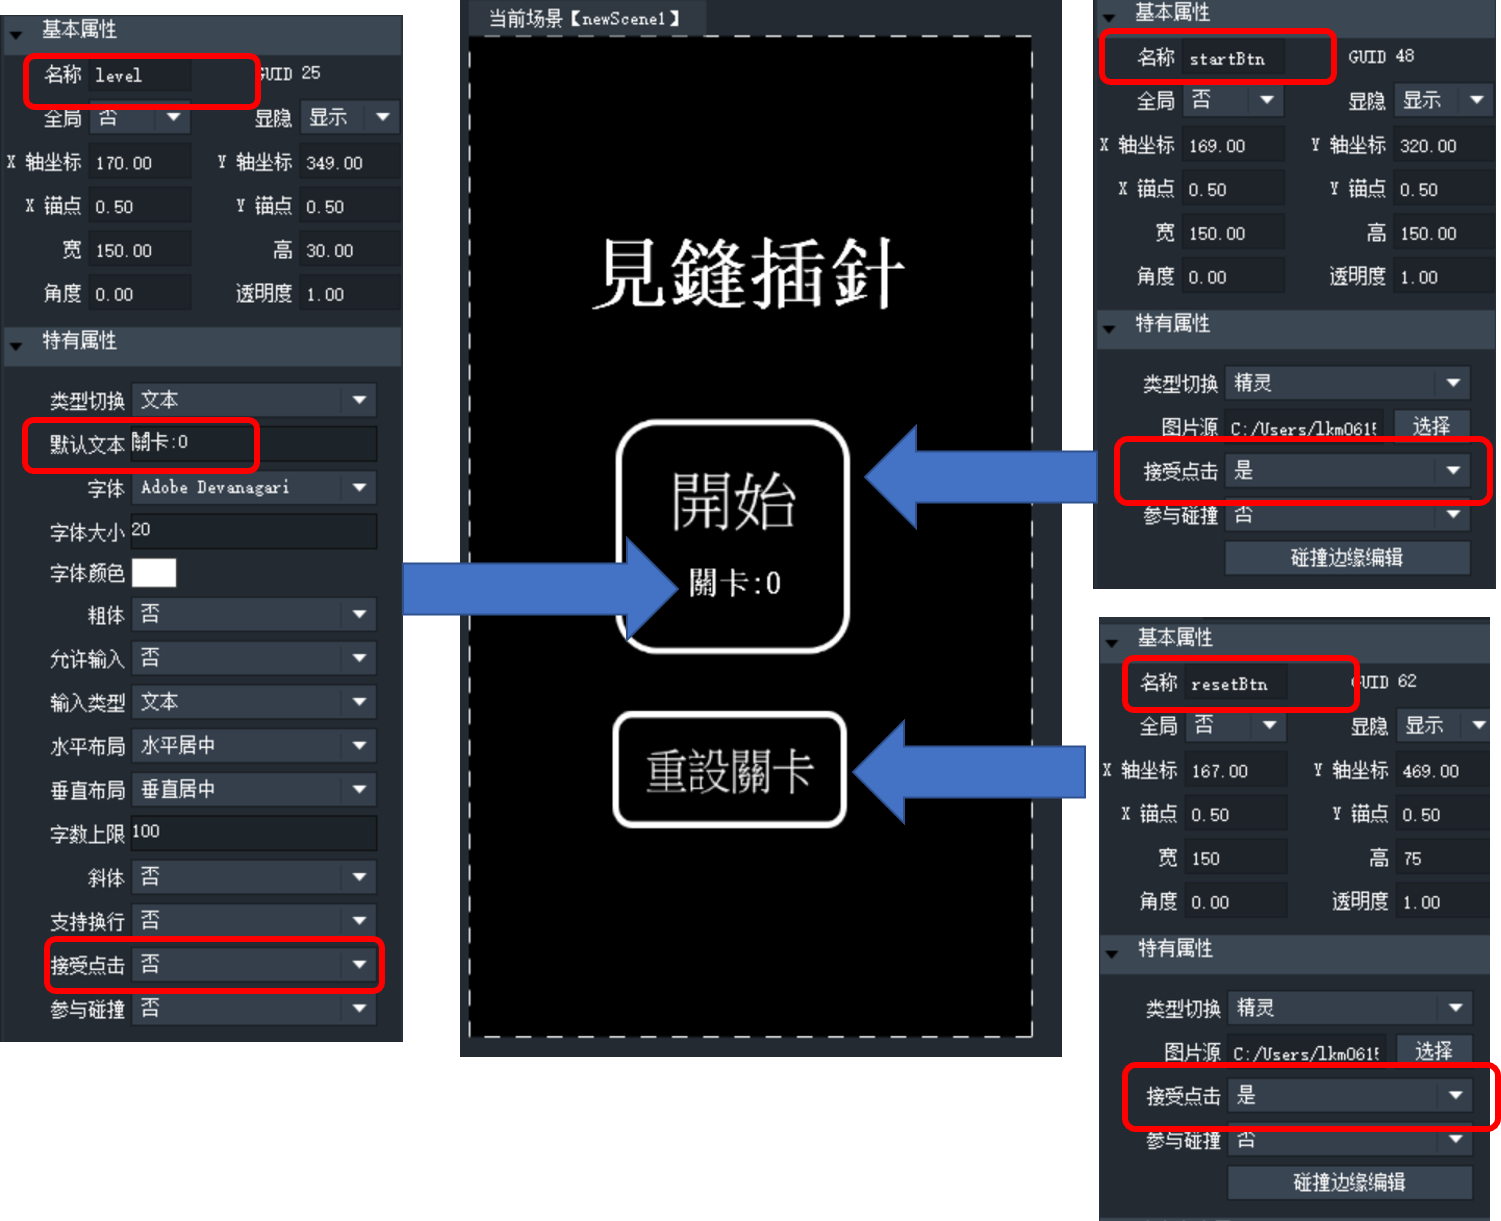 基本属性
名称 level GUID 25
全局 否 显隐 显示
X 轴坐标 170.00 Y 轴坐标 349.00
X 锚点 0.50 Y 锚点 0.50
宽 150.00 高 30.00
角度 0.00 透明度 1.00
特有属性
类型切换 文本
默认文本 關卡:0
字体 Adobe Devanagari
字体大小 20
字体颜色
粗体 否
允许输入 否
输入类型 文本
水平布局 水平居中
垂直布局 垂直居中
字数上限 100
斜体 否
支持换行 否
接受点击 否
参与碰撞 否
当前场景【newScene1】
見縫插針
開始
關卡:0
重設關卡
基本属性
名称 startBtn GUID 48
全局 否 显隐 显示
X 轴坐标 169.00 Y 轴坐标 320.00
X 锚点 0.50 Y 锚点 0.50
宽 150.00 高 150.00
角度 0.00 透明度 1.00
特有属性
类型切换 精灵
图片源 C:/Users/lkm0615 选择
接受点击 是
参与碰撞 否
碰撞边缘编辑
基本属性
名称 resetBtn GUID 62
全局 否 显隐 显示
X 轴坐标 167.00 Y 轴坐标 469.00
X 锚点 0.50 Y 锚点 0.50
宽 150 高 75
角度 0.00 透明度 1.00
特有属性
类型切换 精灵
图片源 C:/Users/lkm0615 选择
接受点击 是
参与碰撞 否
碰撞边缘编辑